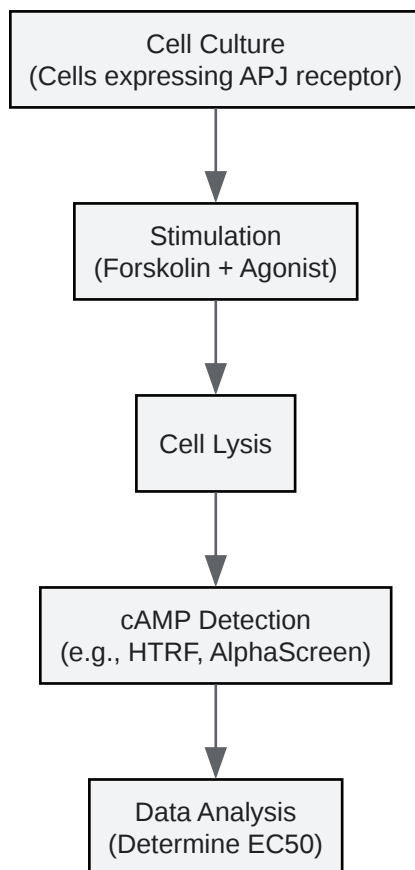 Cell Culture
(Cells expressing APJ receptor)
Stimulation
(Forskolin + Agonist)
Cell Lysis
cAMP Detection
(e.g., HTRF, AlphaScreen)
Data Analysis
(Determine EC50)